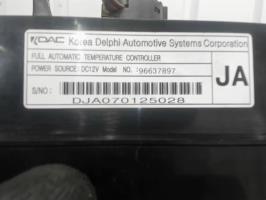 KDAC Korea Delphi Automotive Systems Corporation
FULL AUTOMATIC TEMPERATURE CONTROLLER
POWER SOURCE: DC12V Model NO. :96637897
JA
S/NO :
DJA070125028